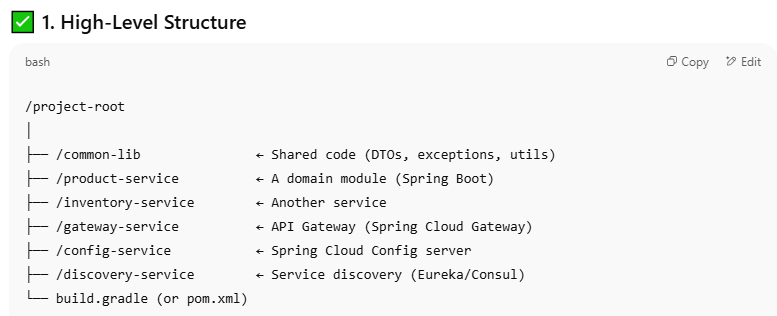 ✅ 1. High-Level Structure
bash
Copy Edit
/project-root
│
├── /common-lib ← Shared code (DTOs, exceptions, utils)
├── /product-service ← A domain module (Spring Boot)
├── /inventory-service ← Another service
├── /gateway-service ← API Gateway (Spring Cloud Gateway)
├── /config-service ← Spring Cloud Config server
├── /discovery-service ← Service discovery (Eureka/Consul)
└── build.gradle (or pom.xml)